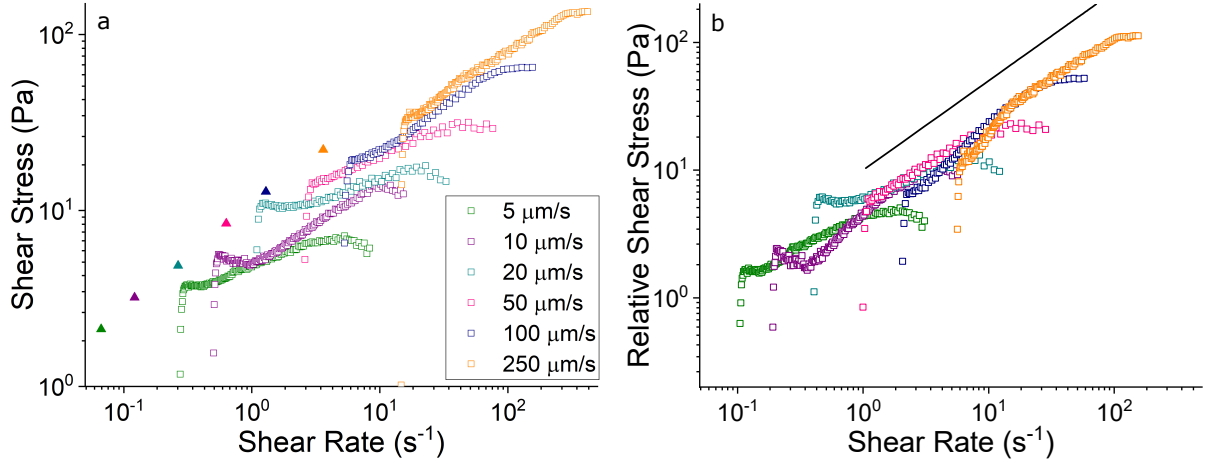 a
Shear Stress (Pa)
10²
10¹
10⁰
10⁻¹
10⁰
10¹
10²
Shear Rate (s⁻¹)
5 μm/s
10 μm/s
20 μm/s
50 μm/s
100 μm/s
250 μm/s
b
Relative Shear Stress (Pa)
10²
10¹
10⁰
10⁻¹
10⁰
10¹
10²
Shear Rate (s⁻¹)